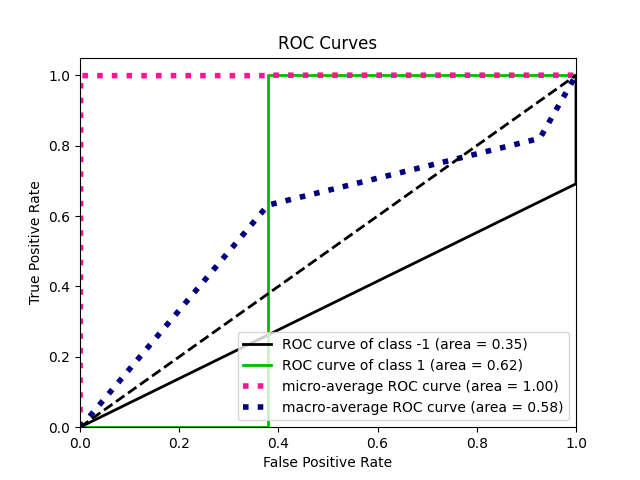 ROC Curves
True Positive Rate
1.0
0.8
0.6
0.4
0.2
0.0
ROC curve of class -1 (area = 0.35)
ROC curve of class 1 (area = 0.62)
micro-average ROC curve (area = 1.00)
macro-average ROC curve (area = 0.58)
0.0 0.2 0.4 0.6 0.8 1.0
False Positive Rate